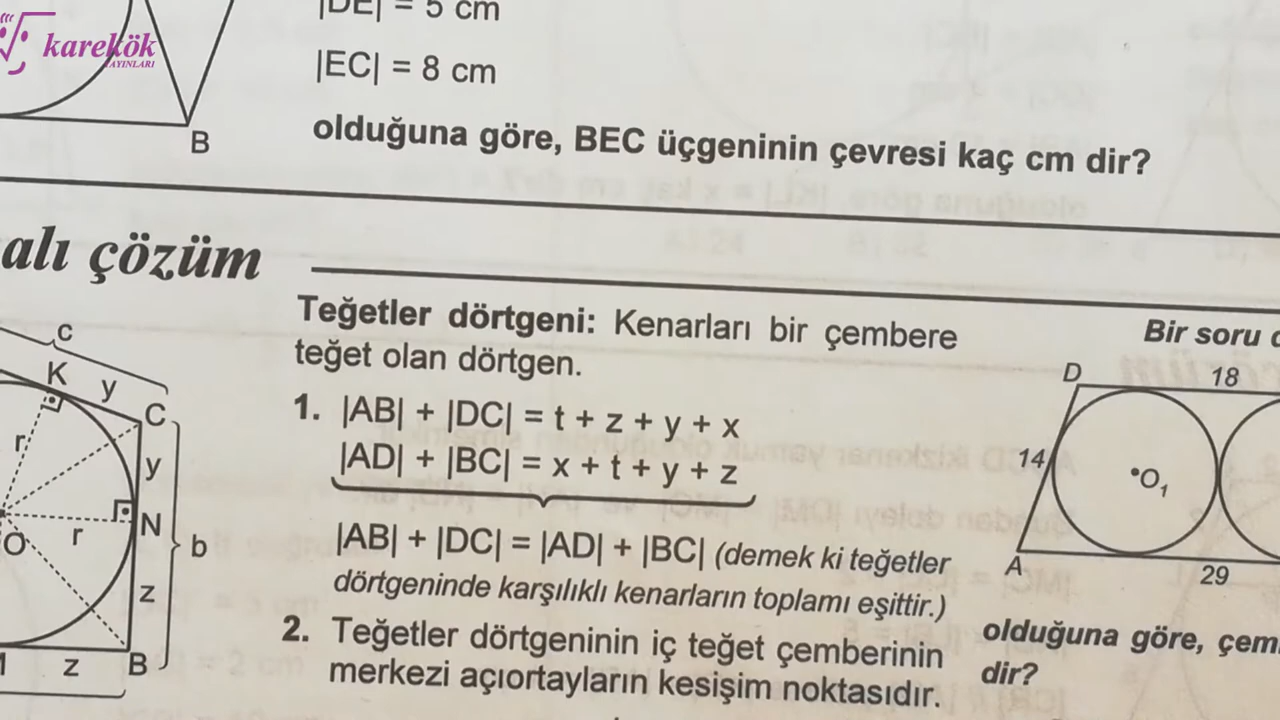 karekök
YAYINLARI
|DE| = 5 cm
|EC| = 8 cm
B
olduğuna göre, BEC üçgeninin çevresi kaç cm dir?
alı çözüm
Teğetler dörtgeni: Kenarları bir çembere
teğet olan dörtgen.
1. |AB| + |DC| = t + z + y + x
|AD| + |BC| = x + t + y + z
|AB| + |DC| = |AD| + |BC| (demek ki teğetler
dörtgeninde karşılıklı kenarların toplamı eşittir.)
2. Teğetler dörtgeninin iç teğet çemberinin
merkezi açıortayların kesişim noktasıdır.
c
K
y
C
r
y
N
O
r
b
z
z
B
Bir soru
D
18
14
O₁
A
29
olduğuna göre, çem
dir?